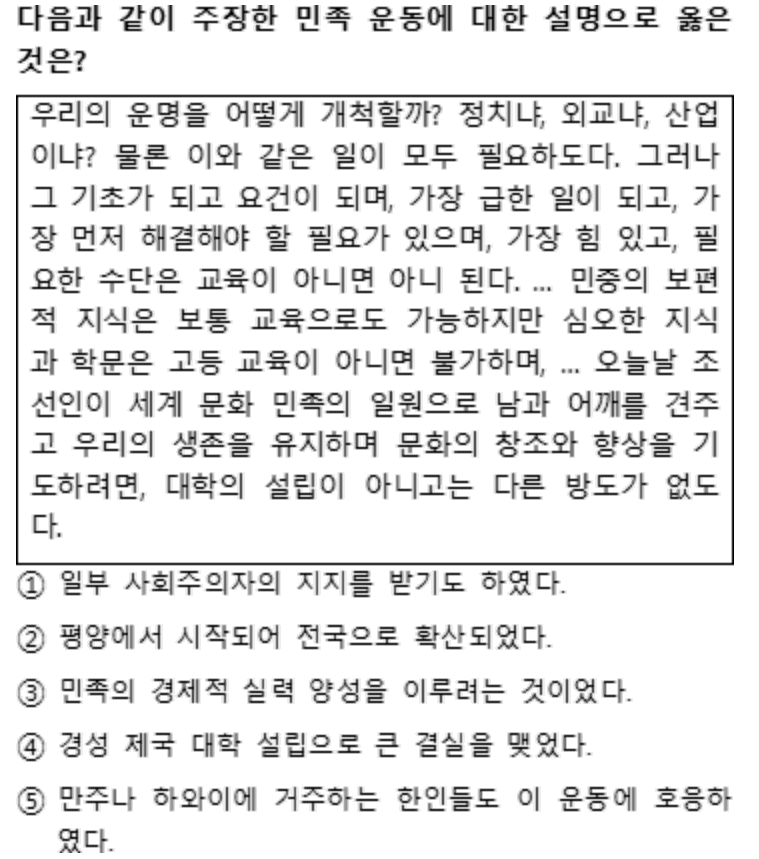 다음과 같이 주장한 민족 운동에 대한 설명으로 옳은
것은?
우리의 운명을 어떻게 개척할까? 정치냐, 외교냐, 산업
이냐? 물론 이와 같은 일이 모두 필요하도다. 그러나
그 기초가 되고 요건이 되며, 가장 급한 일이 되고, 가
장 먼저 해결해야 할 필요가 있으며, 가장 힘 있고, 필
요한 수단은 교육이 아니면 아니 된다. ... 민중의 보편
적 지식은 보통 교육으로도 가능하지만 심오한 지식
과 학문은 고등 교육이 아니면 불가하며, ... 오늘날 조
선인이 세계 문화 민족의 일원으로 남과 어깨를 견주
고 우리의 생존을 유지하며 문화의 창조와 향상을 기
도하려면, 대학의 설립이 아니고는 다른 방도가 없도
다.
① 일부 사회주의자의 지지를 받기도 하였다.
② 평양에서 시작되어 전국으로 확산되었다.
③ 민족의 경제적 실력 양성을 이루려는 것이었다.
④ 경성 제국 대학 설립으로 큰 결실을 맺었다.
⑤ 만주나 하와이에 거주하는 한인들도 이 운동에 호응하
였다.